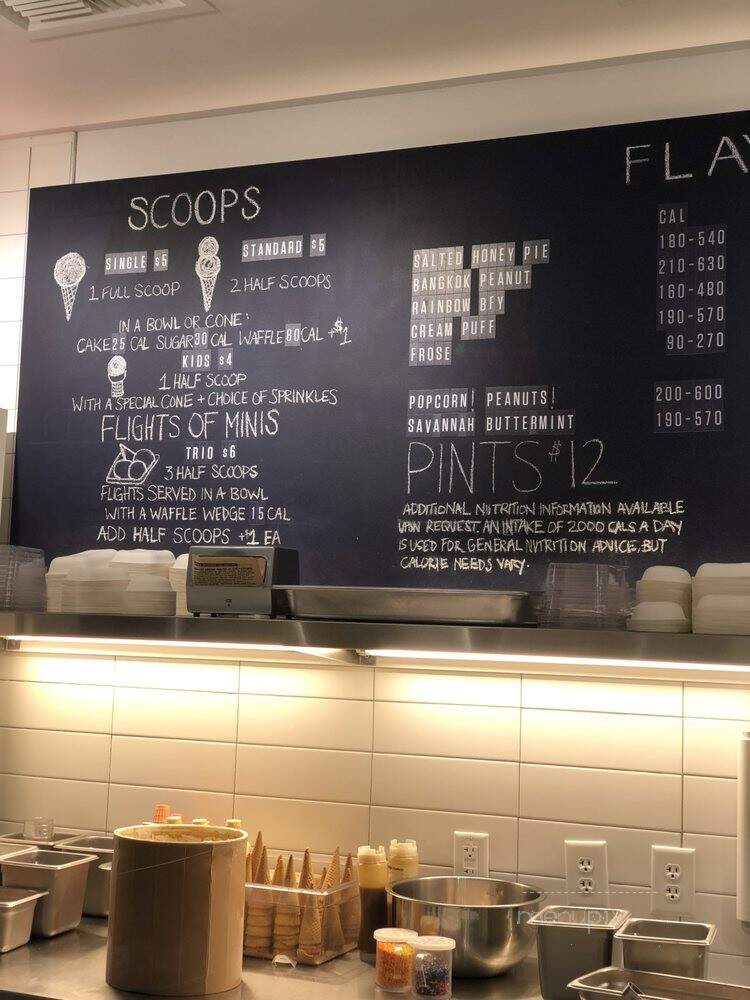 SCOOPS
SINGLE $5
1 FULL SCOOP
STANDARD $5
2 HALF SCOOPS
IN A BOWL OR CONE:
CAKE 25 CAL SUGAR 30 CAL WAFFLE 80 CAL +$1
KIDS $4
1 HALF SCOOP
WITH A SPECIAL CONE + CHOICE OF SPRINKLES
FLIGHTS OF MINIS
TRIO $6
3 HALF SCOOPS
FLIGHTS SERVED IN A BOWL
WITH A WAFFLE WEDGE 15 CAL
ADD HALF SCOOPS +$1 EA
FLA
CAL
SALTED HONEY PIE 180-540
BANGKOK PEANUT 210-630
RAINBOW BFY 160-480
CREAM PUFF 190-570
FROSE 90-270
POPCORN! PEANUTS! 200-600
SAVANNAH BUTTERMINT 190-570
PINTS $12
ADDITIONAL NUTRITION INFORMATION AVAILABLE
UPON REQUEST. AN INTAKE OF 2000 CALS A DAY
IS USED FOR GENERAL NUTRITION ADVICE, BUT
CALORIE NEEDS VARY.
menupix